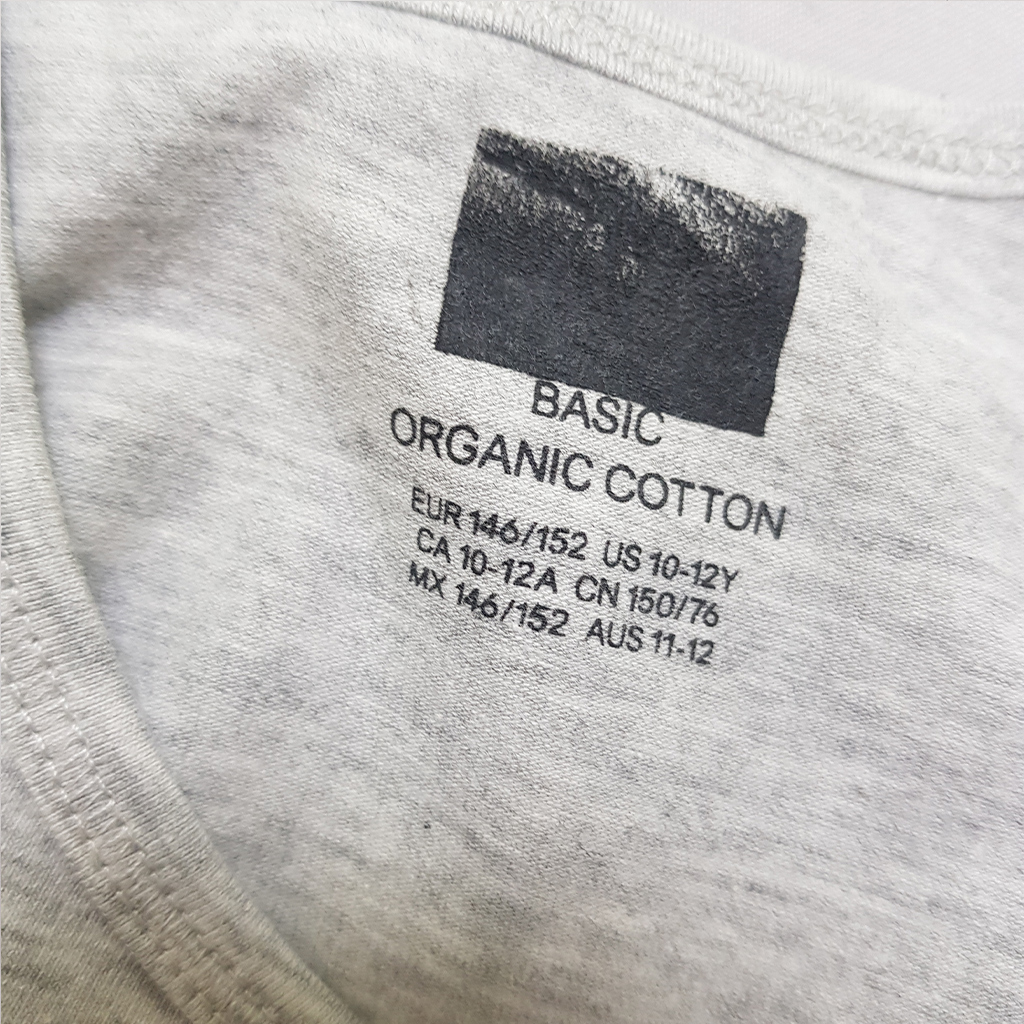 BASIC
ORGANIC COTTON
EUR 146/152 US 10-12Y
CA 10-12A CN 150/76
MX 146/152 AUS 11-12